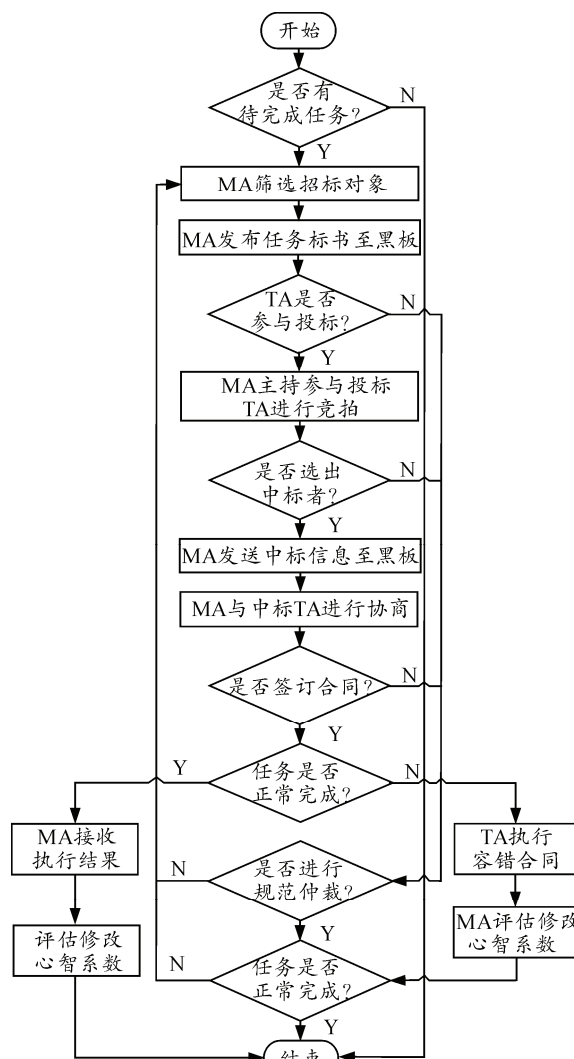 开始
是否有
待完成任务?
N
Y
MA筛选招标对象
MA发布任务标书至黑板
TA是否
参与投标?
N
Y
MA主持参与投标
TA进行竞拍
是否选出
中标者?
N
Y
MA发送中标信息至黑板
MA与中标TA进行协商
是否签订合同?
N
Y
Y
任务是否
正常完成?
N
MA接收
执行结果
TA执行
容错合同
N
是否进行
规范仲裁?
Y
评估修改
心智系数
MA评估修改
心智系数
N
任务是否
正常完成?
Y
结束